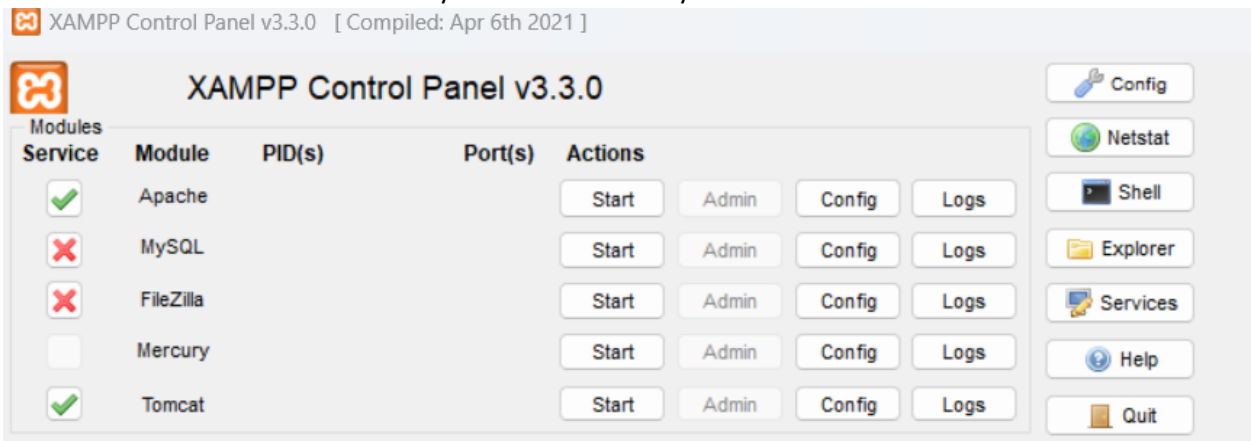 XAMPP Control Panel v3.3.0 [ Compiled: Apr 6th 2021 ]
XAMPP Control Panel v3.3.0
Config
Modules
Service Module PID(s) Port(s) Actions
Netstat
Apache Start Admin Config Logs
Shell
MySQL Start Admin Config Logs
Explorer
FileZilla Start Admin Config Logs
Services
Mercury Start Admin Config Logs
Help
Tomcat Start Admin Config Logs
Quit